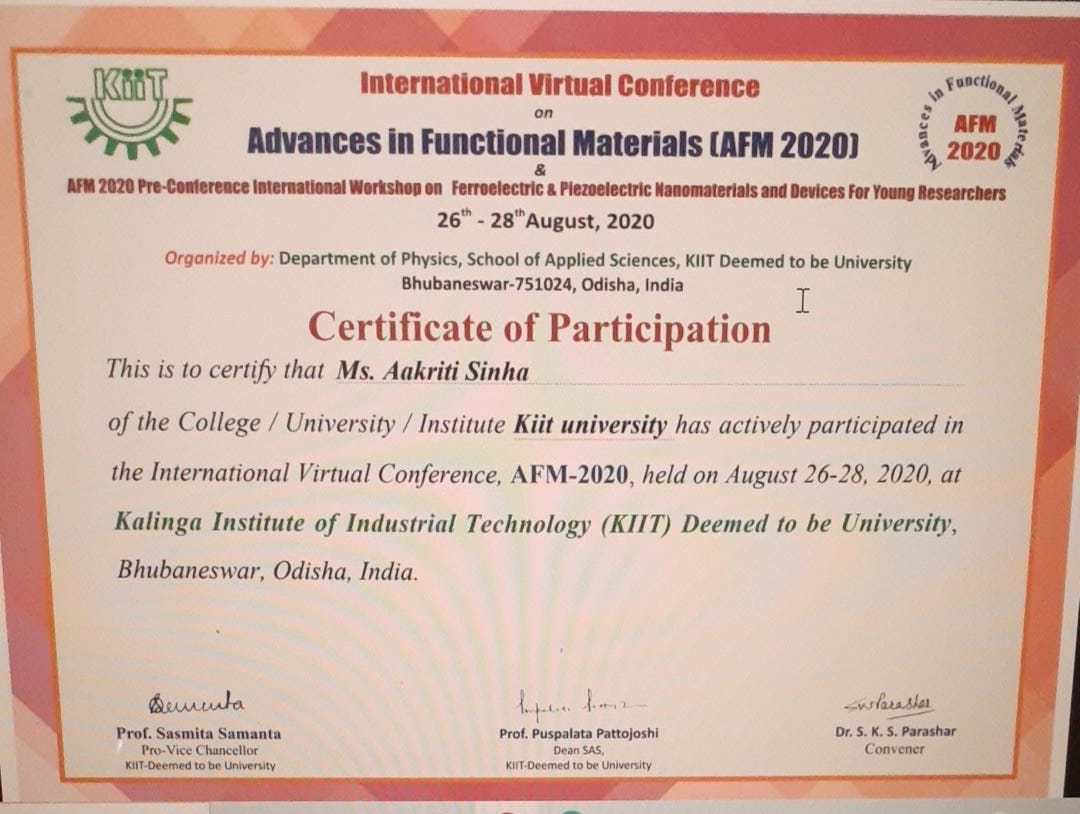 KiiT
International Virtual Conference
on
Advances in Functional Materials (AFM 2020)
&
AFM 2020 Pre-Conference International Workshop on Ferroelectric & Piezoelectric Nanomaterials and Devices For Young Researchers
26th - 28th August, 2020
Advances in Functional Materials
AFM
2020
Organized by: Department of Physics, School of Applied Sciences, KIIT Deemed to be University
Bhubaneswar-751024, Odisha, India
Certificate of Participation
This is to certify that Ms. Aakriti Sinha
of the College / University / Institute Kiit university has actively participated in
the International Virtual Conference, AFM-2020, held on August 26-28, 2020, at
Kalinga Institute of Industrial Technology (KIIT) Deemed to be University,
Bhubaneswar, Odisha, India.
Prof. Sasmita Samanta
Pro-Vice Chancellor
KIIT-Deemed to be University
Prof. Puspalata Pattojoshi
Dean SAS,
KIIT-Deemed to be University
SKSParashar
Dr. S. K. S. Parashar
Convener